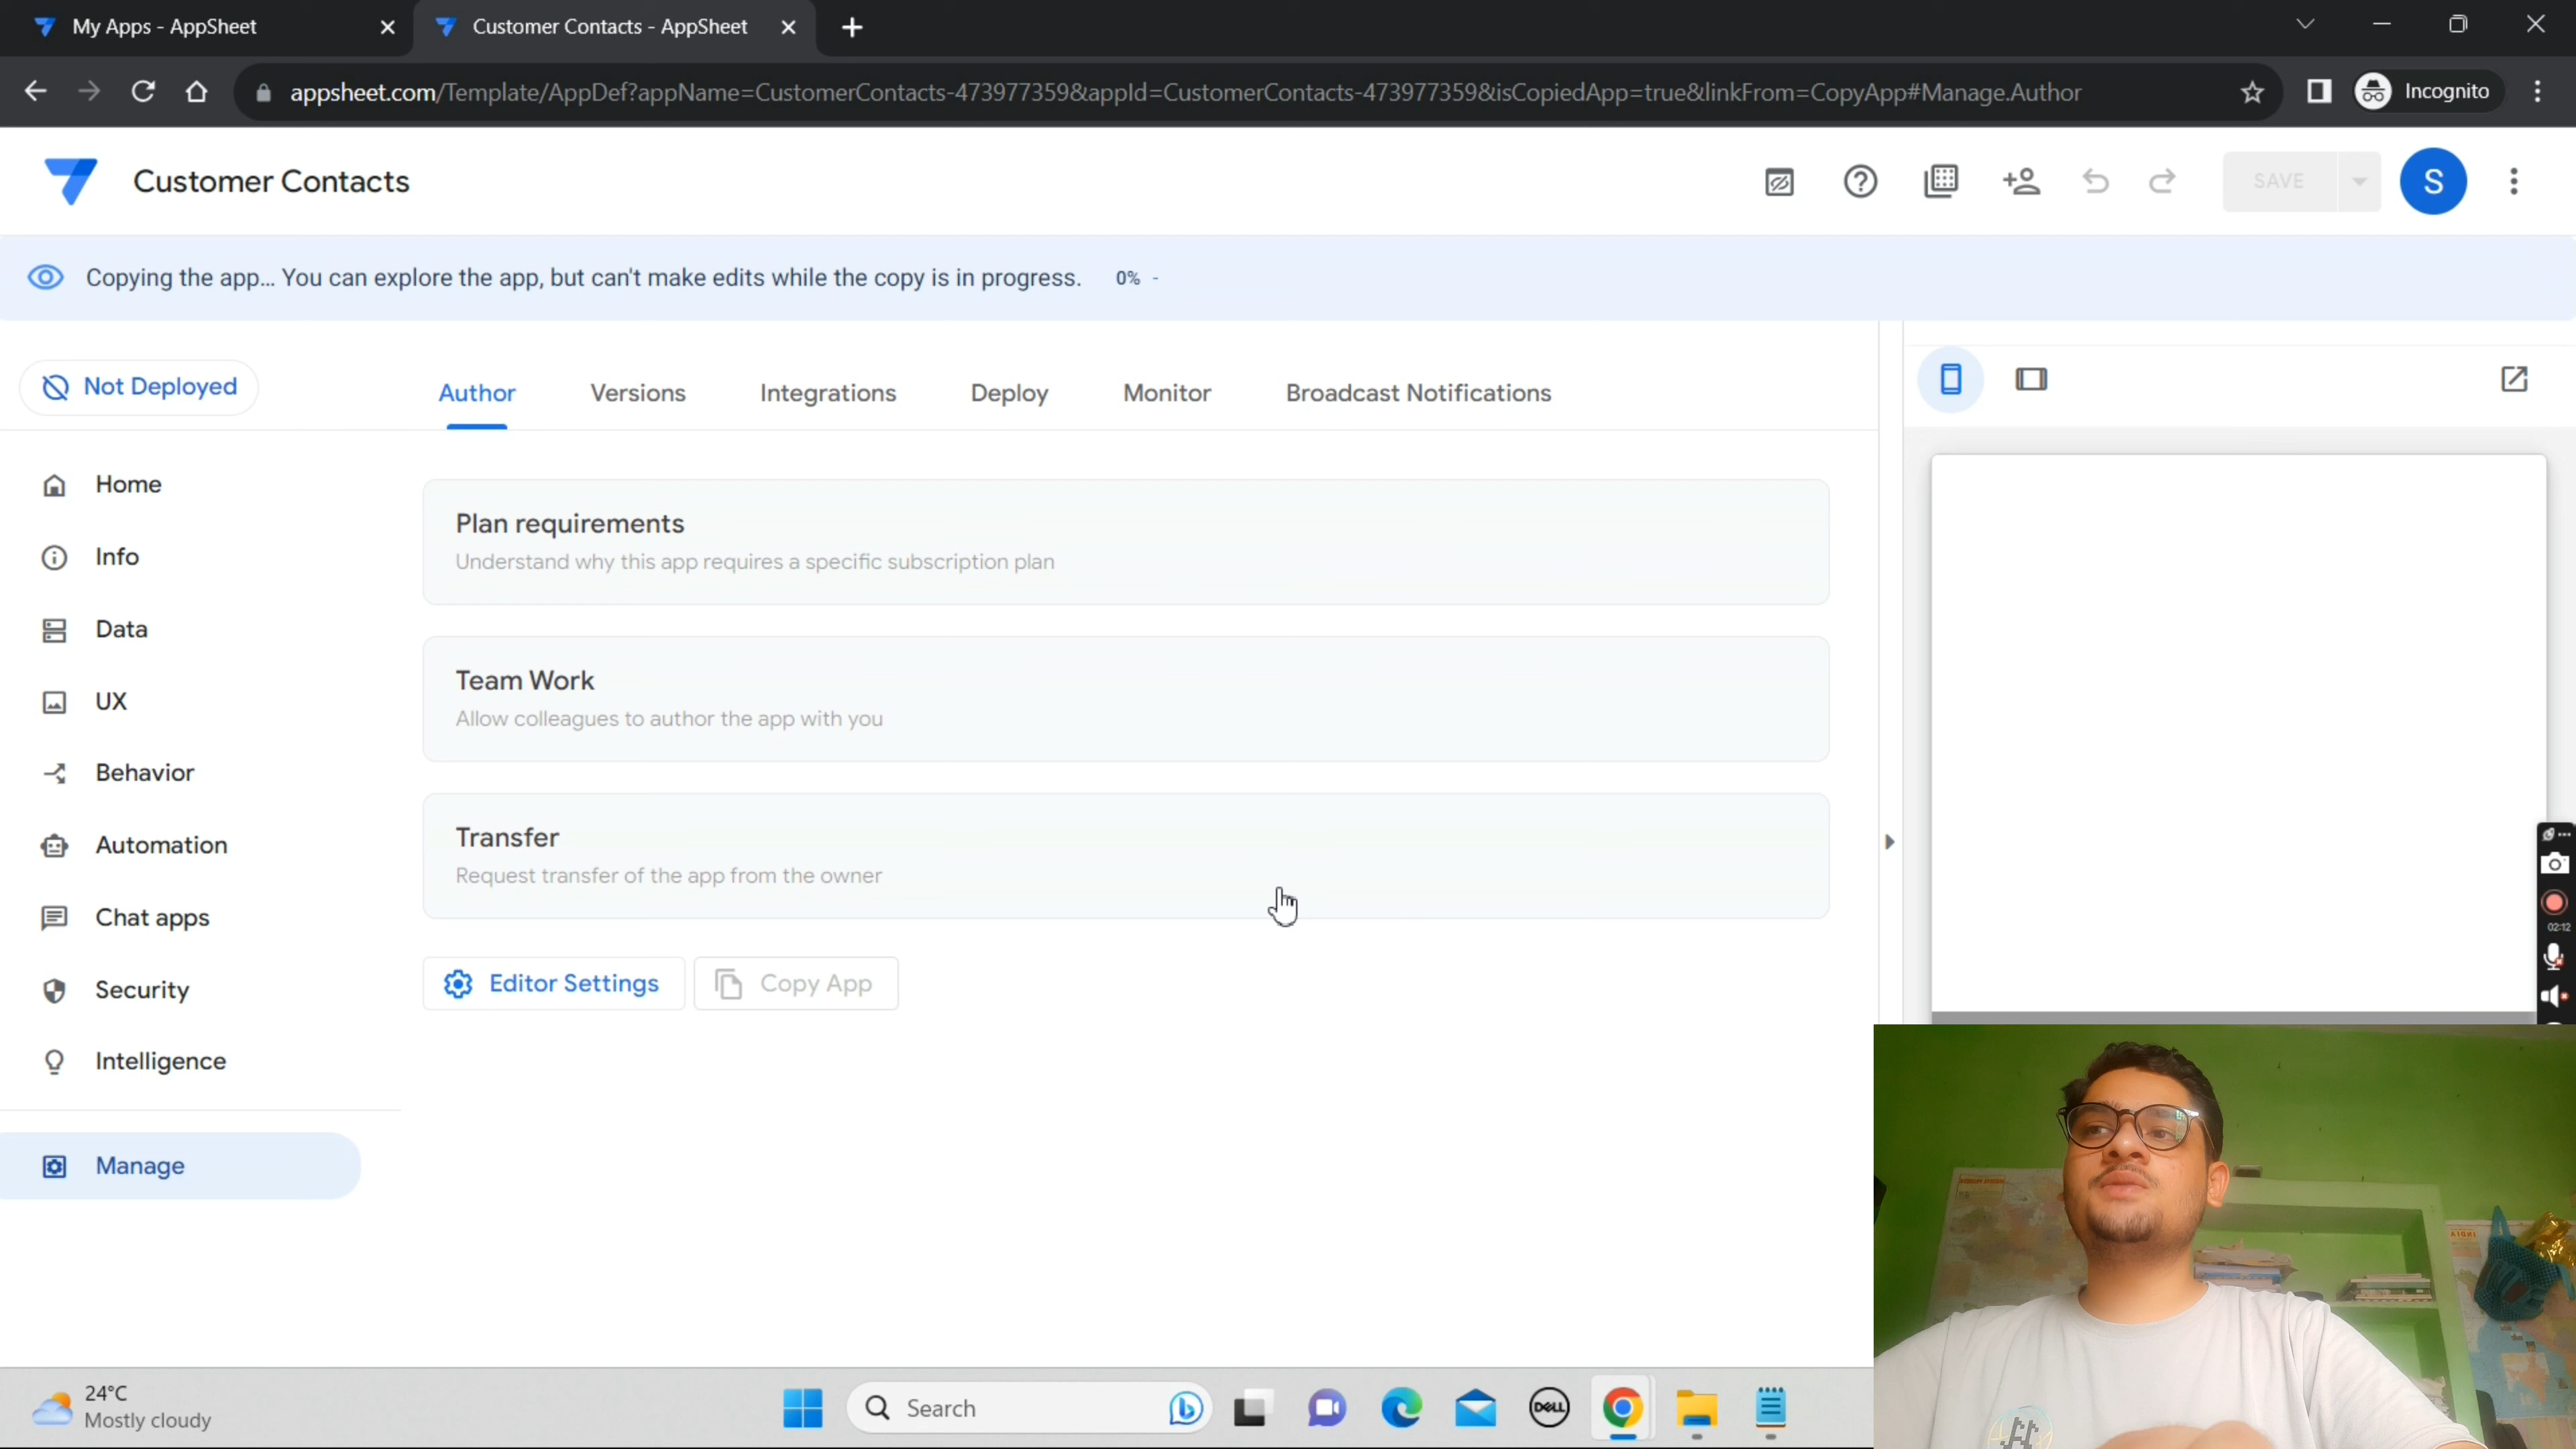 My Apps - AppSheet
Customer Contacts - AppSheet
appsheet.com/Template/AppDef?appName=CustomerContacts-473977359&appId=CustomerContacts-473977359&isCopiedApp=true&linkFrom=CopyApp#Manage.Author
Incognito
Customer Contacts
SAVE
S
Copying the app... You can explore the app, but can't make edits while the copy is in progress. 0% -
Not Deployed
Author Versions Integrations Deploy Monitor Broadcast Notifications
Home
Info
Data
UX
Behavior
Automation
Chat apps
Security
Intelligence
Manage
Plan requirements
Understand why this app requires a specific subscription plan
Team Work
Allow colleagues to author the app with you
Transfer
Request transfer of the app from the owner
Editor Settings
Copy App
02:12
INDIA
24°C
Mostly cloudy
Search
DELL